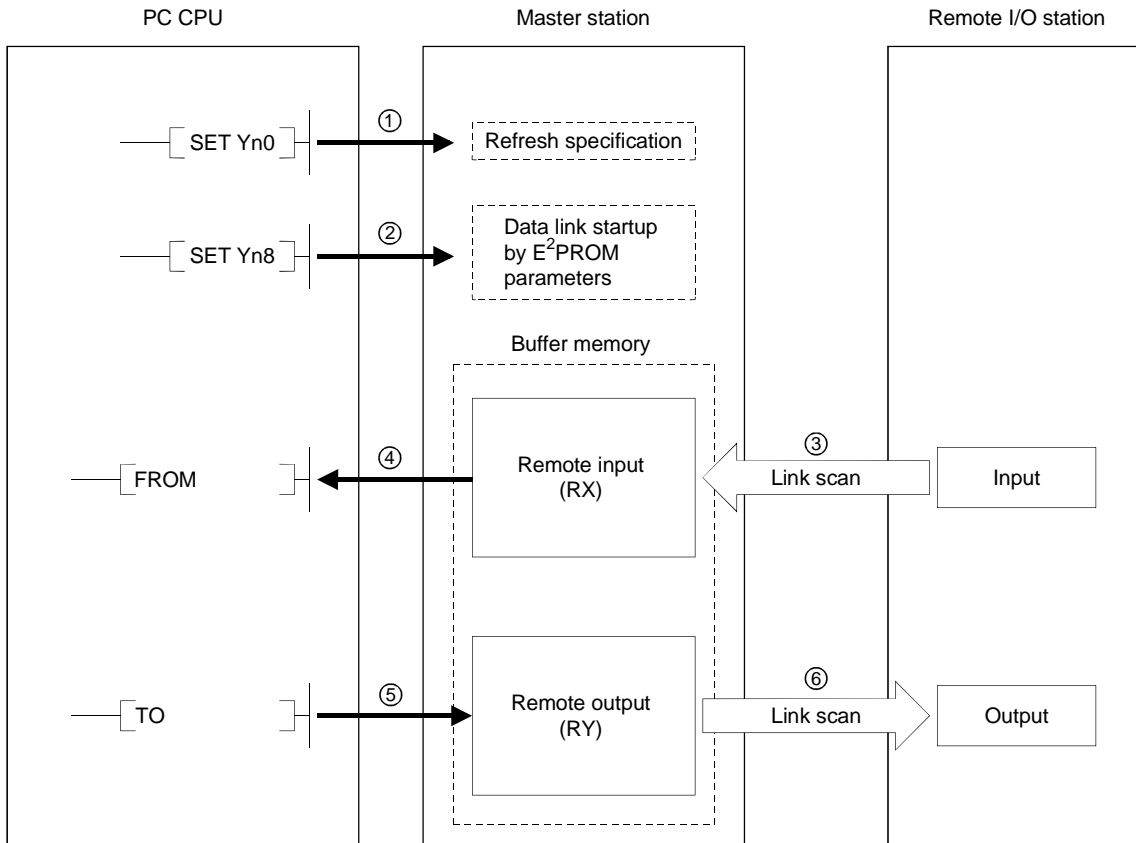 PC CPU
Master station
Remote I/O station
SET Yn0
①
Refresh specification
SET Yn8
②
Data link startup
by E²PROM
parameters
Buffer memory
FROM
④
Remote input
(RX)
③
Link scan
Input
TO
⑤
Remote output
(RY)
⑥
Link scan
Output